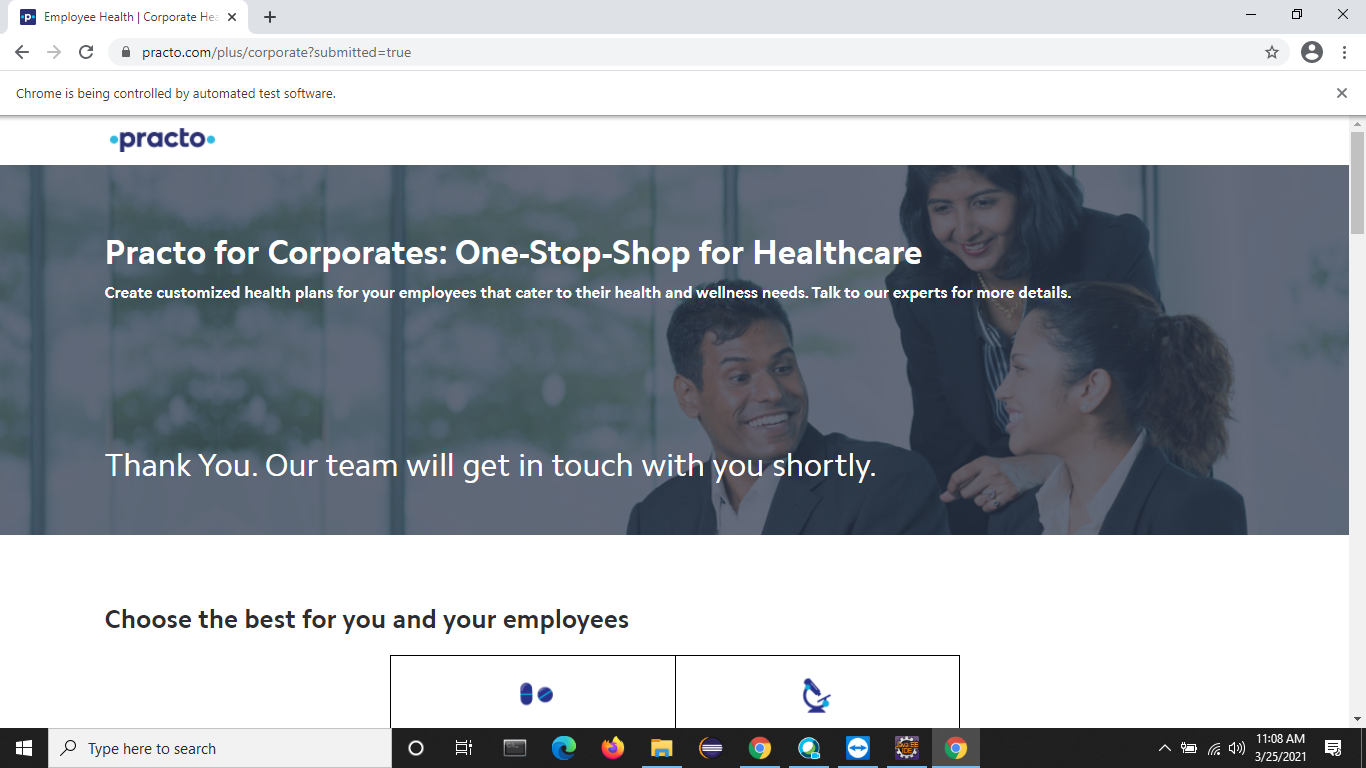 Employee Health | Corporate Hea
practo.com/plus/corporate?submitted=true
Chrome is being controlled by automated test software.
practo
Practo for Corporates: One-Stop-Shop for Healthcare
Create customized health plans for your employees that cater to their health and wellness needs. Talk to our experts for more details.
Thank You. Our team will get in touch with you shortly.
Choose the best for you and your employees
Type here to search
11:08 AM
3/25/2021